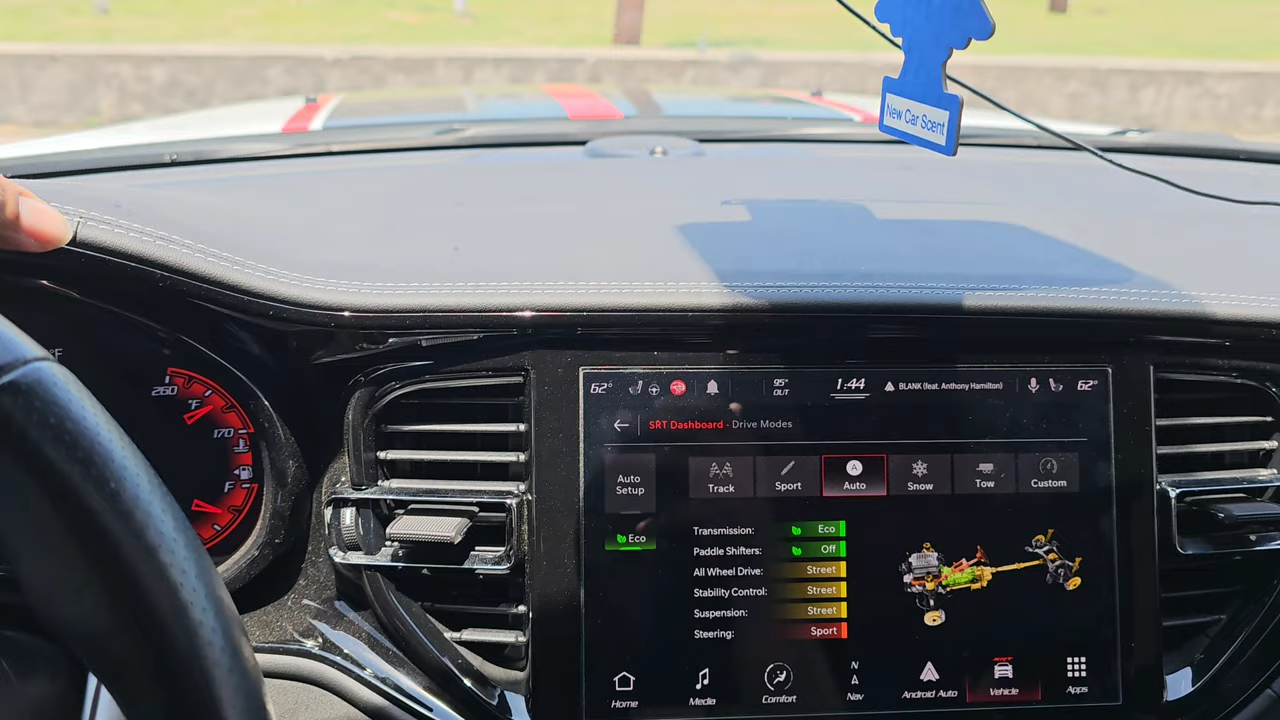 New Car Scent
°F
260
°F
170
F
62°
95°
OUT
1:44
BLANK (feat. Anthony Hamilton)
62°
SRT Dashboard - Drive Modes
Auto
Setup
Track
Sport
A
Auto
Snow
Tow
Custom
Eco
Transmission: Eco
Paddle Shifters: Off
All Wheel Drive: Street
Stability Control: Street
Suspension: Street
Steering: Sport
Home
Media
Comfort
N
A
Nav
Android Auto
SRT
Vehicle
Apps